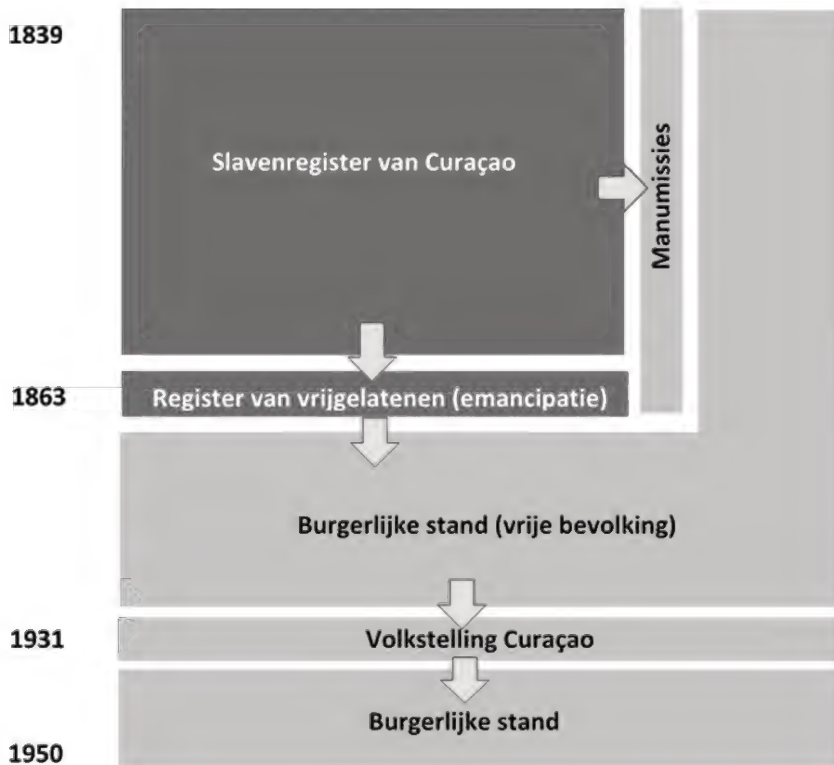 1839
Slavenregister van Curaçao
Manumissies
1863
Register van vrijgelatenen (emancipatie)
Burgerlijke stand (vrije bevolking)
1931
Volkstelling Curaçao
Burgerlijke stand
1950